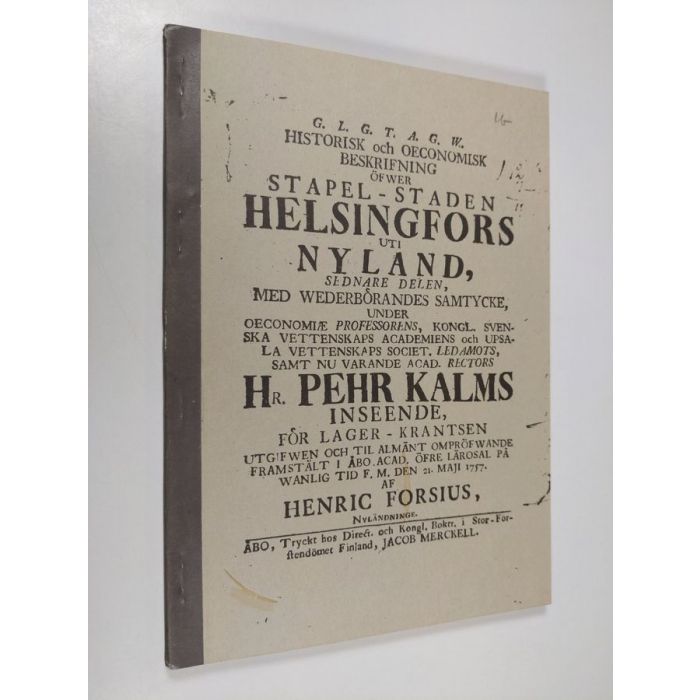 G. L. G. T. A. G. W.
HISTORISK och OECONOMISK
BESKRIFNING
ÖFWER
STAPEL-STADEN
HELSINGFORS
UTI
NYLAND,
SEDNARE DELEN,
MED WEDERBÖRANDES SAMTYCKE,
UNDER
OECONOMIÆ PROFESSORENS, KONGL. SVEN-
SKA VETTENSKAPS ACADEMIENS och UPSA-
LA VETTENSKAPS SOCIET. LEDAMOTS,
SAMT NU VARANDE ACAD. RECTORS
HR. PEHR KALMS
INSEENDE,
FÖR LAGER-KRANTSEN
UTGIFWEN OCH TIL ALMÄNT OMPRÖFWANDE
FRAMSTÄLT I ÅBO ACAD. ÖFRE LÄROSAL PÅ
WANLIG TID F. M. DEN 21. MAJI 1757.
AF
HENRIC FORSIUS,
NYLÄNDNINGE.
ÅBO, Tryckt hos Direct. och Kongl. Boktr. i Stor-För-
stendömet Finland, JACOB MERCKELL.